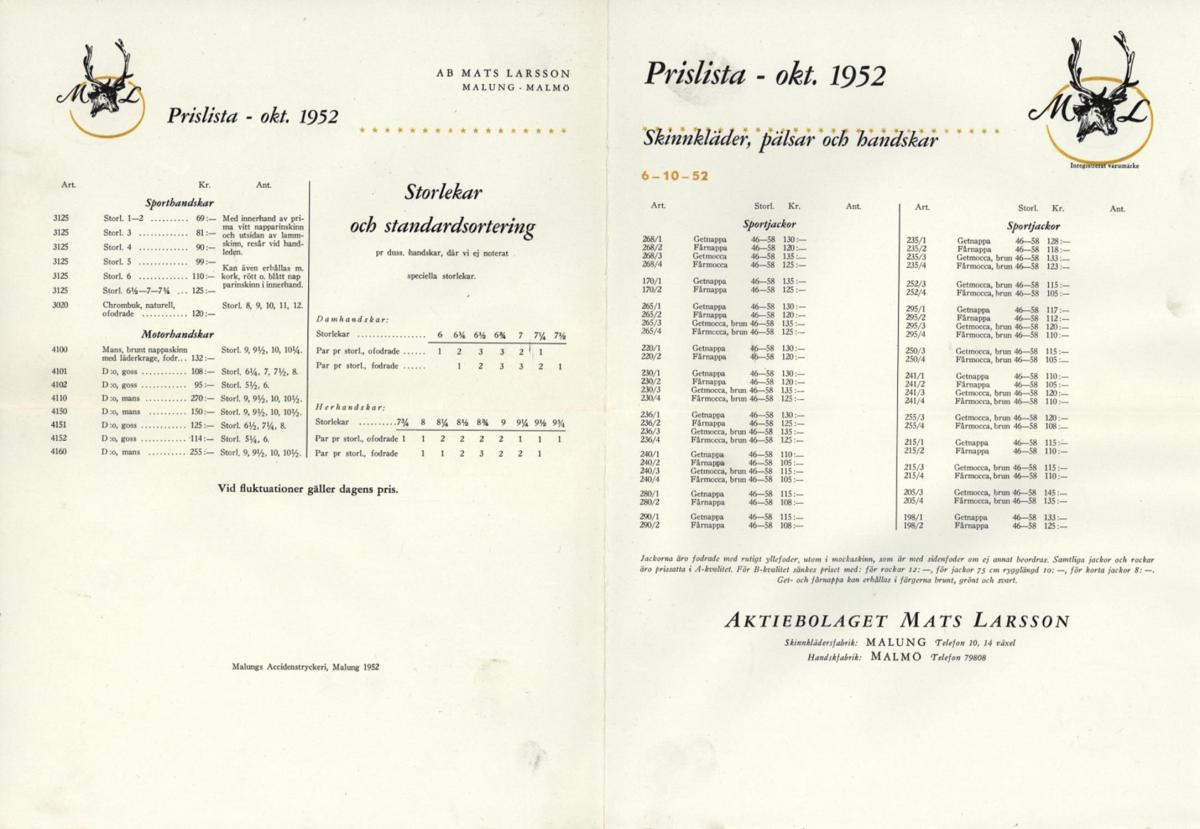 M L
Prislista - okt. 1952
AB MATS LARSSON
MALUNG - MALMÖ
Art. Kr. Ant.
Sporthandskar
3125 Storl. 1—2 .......... 69:— Med innerhand av pri-
ma vitt napparinskinn
3125 Storl. 3 .......... 81:— och utsidan av lamm-
3125 Storl. 4 .......... 90:— skinn, resår vid hand-
leden.
3125 Storl. 5 .......... 99:—
3125 Storl. 6 .......... 110:— Kan även erhållas m.
kork, rött o. blått nap
3125 Storl. 6½—7—7¾ ... 125:— parinskinn i innerhand.
3020 Chrombuk, naturell, Storl. 8, 9, 10, 11, 12.
ofodrade .......... 120:—
Motorhandskar
4100 Mans, brunt nappaskinn Storl. 9, 9½, 10, 10¼.
med läderkrage, fodr... 132:—
4101 D:o, goss .......... 108:— Storl. 6¼, 7, 7½, 8.
4102 D:o, goss .......... 95:— Storl. 5½, 6.
4110 D:o, mans .......... 270:— Storl. 9, 9½, 10, 10½.
4150 D:o, mans .......... 150:— Storl. 9, 9½, 10, 10½.
4151 D:o, goss .......... 125:— Storl. 6½, 7¼, 8.
4152 D:o, goss .......... 114:— Storl. 5¼, 6.
4160 D:o, mans .......... 255:— Storl. 9, 9½, 10, 10½.
Storlekar
och standardsortering
pr duss. handskar, där vi ej noterat
speciella storlekar.
Damhandskar:
Storlekar ............... 6 6¼ 6½ 6¾ 7 7¼ 7½
Par pr storl., ofodrade ...... 1 2 3 3 2 1
Par pr storl., fodrade ...... 1 2 3 3 2 1
Herhandskar:
Storlekar .........7¾ 8 8¼ 8½ 8¾ 9 9¼ 9½ 9¾
Par pr storl., ofodrade 1 1 2 2 2 2 1 1 1
Par pr storl., fodrade 1 1 2 3 2 2 1
Vid fluktuationer gäller dagens pris.
Malungs Accidenstryckeri, Malung 1952
Prislista - okt. 1952
Skinnkläder, pälsar och handskar
6–10–52
M L
Inregistrerat varumärke
Art. Storl. Kr. Ant.
Sportjackor
268/1 Getnappa 46—58 130:—
268/2 Fårnappa 46—58 120:—
268/3 Getmocca 46—58 135:—
268/4 Fårmocca 46—58 125:—
170/1 Getnappa 46—58 135:—
170/2 Fårnappa 46—58 125:—
265/1 Getnappa 46—58 130:—
265/2 Fårnappa 46—58 120:—
265/3 Getmocca, brun 46—58 135:—
265/4 Fårmocca, brun 46—58 125:—
220/1 Getnappa 46—58 130:—
220/2 Fårnappa 46—58 120:—
230/1 Getnappa 46—58 130:—
230/2 Fårnappa 46—58 120:—
230/3 Getmocca, brun 46—58 135:—
230/4 Fårmocca, brun 46—58 125:—
236/1 Getnappa 46—58 130:—
236/2 Fårnappa 46—58 125:—
236/3 Getmocca, brun 46—58 135:—
236/4 Fårmocca, brun 46—58 125:—
240/1 Getnappa 46—58 110:—
240/2 Fårnappa 46—58 105:—
240/3 Getmocca, brun 46—58 115:—
240/4 Fårmocca, brun 46—58 105:—
280/1 Getnappa 46—58 115:—
280/2 Fårnappa 46—58 108:—
290/1 Getnappa 46—58 115:—
290/2 Fårnappa 46—58 108:—
Art. Storl. Kr. Ant.
Sportjackor
235/1 Getnappa 46—58 128:—
235/2 Fårnappa 46—58 118:—
235/3 Getmocca, brun 46—58 133:—
235/4 Fårmocca, brun 46—58 123:—
252/3 Getmocca, brun 46—58 115:—
252/4 Fårmocca, brun 46—58 105:—
295/1 Getnappa 46—58 117:—
295/2 Fårnappa 46—58 112:—
295/3 Getmocca, brun 46—58 120:—
295/4 Fårmocca, brun 46—58 110:—
250/3 Getmocca, brun 46—58 115:—
250/4 Fårmocca, brun 46—58 105:—
241/1 Getnappa 46—58 110:—
241/2 Fårnappa 46—58 105:—
241/3 Getmocca, brun 46—58 120:—
241/4 Fårmocca, brun 46—58 110:—
255/3 Getmocca, brun 46—58 120:—
255/4 Fårmocca, brun 46—58 108:—
215/1 Getnappa 46—58 115:—
215/2 Fårnappa 46—58 110:—
215/3 Getmocca, brun 46—58 115:—
215/4 Fårmocca, brun 46—58 110:—
205/3 Getmocca, brun 46—58 145:—
205/4 Fårmocca, brun 46—58 135:—
198/1 Getnappa 46—58 133:—
198/2 Fårnappa 46—58 125:—
Jackorna äro fodrade med rutigt yllefoder, utom i mockaskinn, som är med sidenfoder om ej annat beordras. Samtliga jackor och rockar
äro prissatta i A-kvalitet. För B-kvalitet sänkes priset med: för rockar 12:—, för jackor 75 cm rygglängd 10:—, för korta jackor 8:—.
Get- och fårnappa kan erhållas i färgerna brunt, grönt och svart.
AKTIEBOLAGET MATS LARSSON
Skinnklädersfabrik: MALUNG Telefon 10, 14 växel
Handskfabrik: MALMÖ Telefon 79808